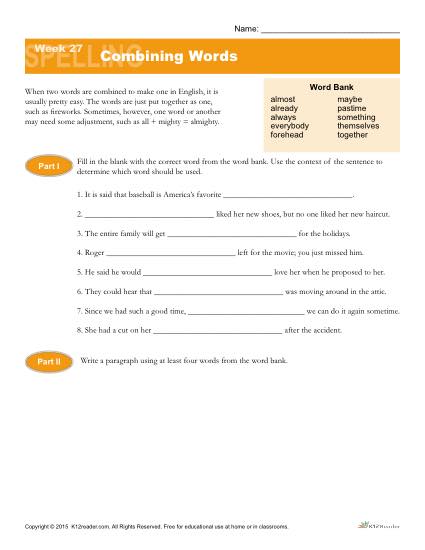 Name: ______________________________
SPELLING
Week 27
Combining Words
When two words are combined to make one in English, it is
usually pretty easy. The words are just put together as one,
such as fireworks. Sometimes, however, one word or another
may need some adjustment, such as all + mighty = almighty.
Word Bank
almost maybe
already pastime
always something
everybody themselves
forehead together
Part I
Fill in the blank with the correct word from the word bank. Use the context of the sentence to
determine which word should be used.
1. It is said that baseball is America's favorite ______________________________.
2. ______________________________ liked her new shoes, but no one liked her new haircut.
3. The entire family will get ______________________________ for the holidays.
4. Roger ______________________________ left for the movie; you just missed him.
5. He said he would ______________________________ love her when he proposed to her.
6. They could hear that ______________________________ was moving around in the attic.
7. Since we had such a good time, ______________________________ we can do it again sometime.
8. She had a cut on her ______________________________ after the accident.
Part II
Write a paragraph using at least four words from the word bank.
Copyright © 2015 K12reader.com. All Rights Reserved. Free for educational use at home or in classrooms.
K12Reader